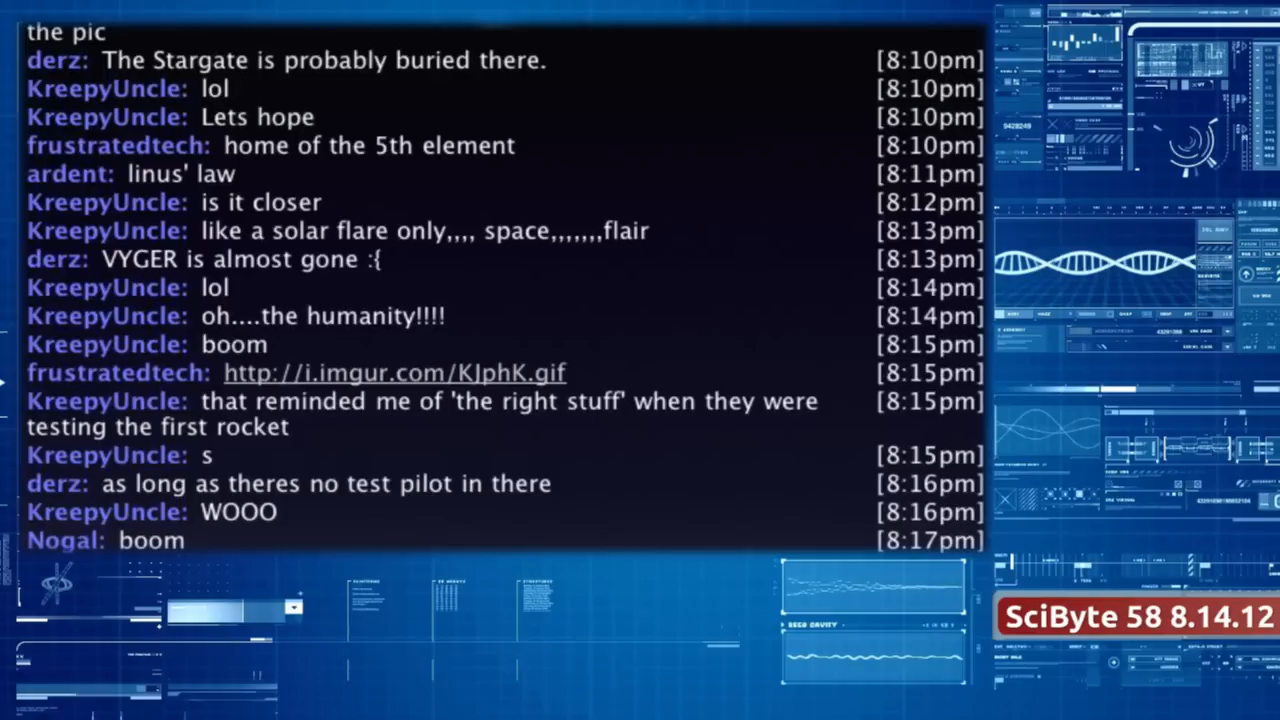 the pic
derz: The Stargate is probably buried there. [8:10pm]
KreepyUncle: lol [8:10pm]
KreepyUncle: Lets hope [8:10pm]
frustratedtech: home of the 5th element [8:10pm]
ardent: linus' law [8:11pm]
KreepyUncle: is it closer [8:12pm]
KreepyUncle: like a solar flare only,,,, space,,,,,,,flair [8:13pm]
derz: VYGER is almost gone :{ [8:13pm]
KreepyUncle: lol [8:14pm]
KreepyUncle: oh....the humanity!!!! [8:14pm]
KreepyUncle: boom [8:15pm]
frustratedtech: http://i.imgur.com/KJphK.gif [8:15pm]
KreepyUncle: that reminded me of 'the right stuff' when they were [8:15pm]
testing the first rocket
KreepyUncle: s [8:15pm]
derz: as long as theres no test pilot in there [8:16pm]
KreepyUncle: WOOO [8:16pm]
Nogal: boom [8:17pm]
9428249
SciByte 58 8.14.12